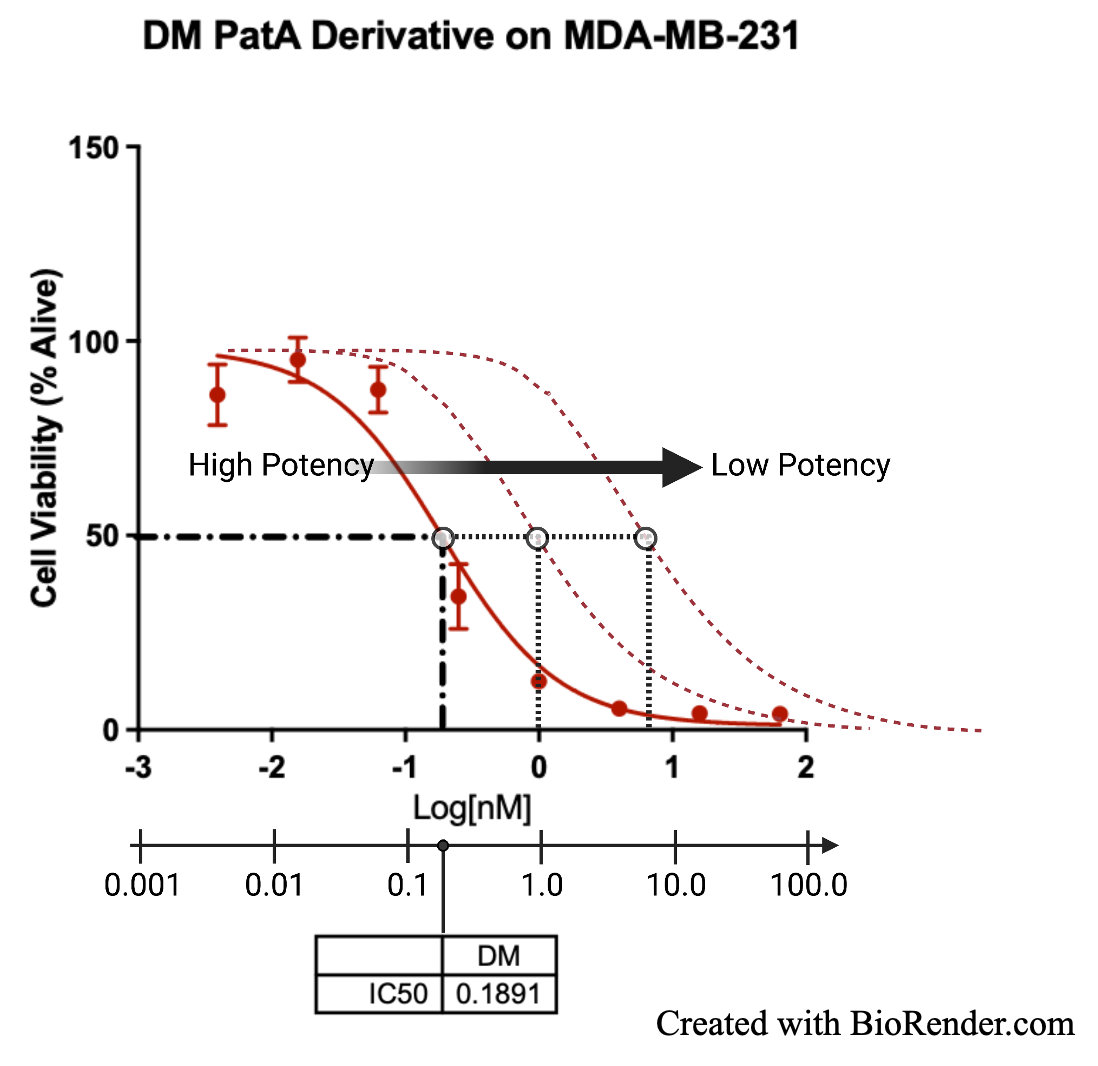 DM PatA Derivative on MDA-MB-231
Cell Viability (% Alive)
150
100
High Potency Low Potency
50
0
-3 -2 -1 0 1 2
Log[nM]
0.001 0.01 0.1 1.0 10.0 100.0
DM
IC50 0.1891
Created with BioRender.com